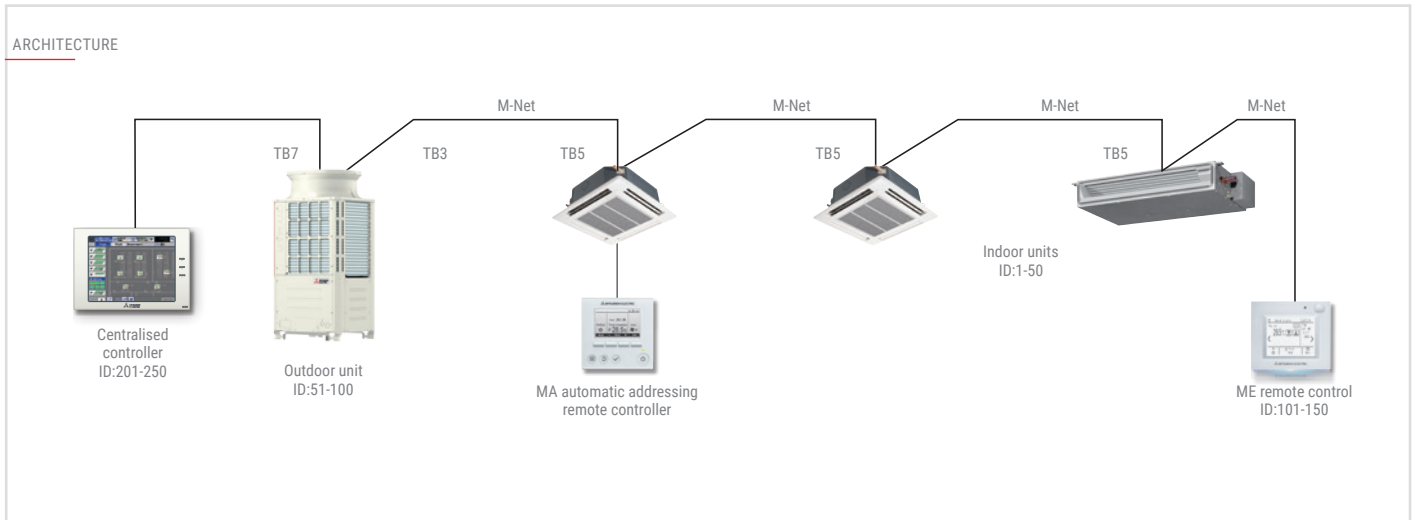 ARCHITECTURE
M-Net
M-Net
M-Net
M-Net
TB7
TB3
TB5
TB5
TB5
Indoor units
ID:1-50
Centralised
controller
ID:201-250
Outdoor unit
ID:51-100
MA automatic addressing
remote controller
ME remote control
ID:101-150